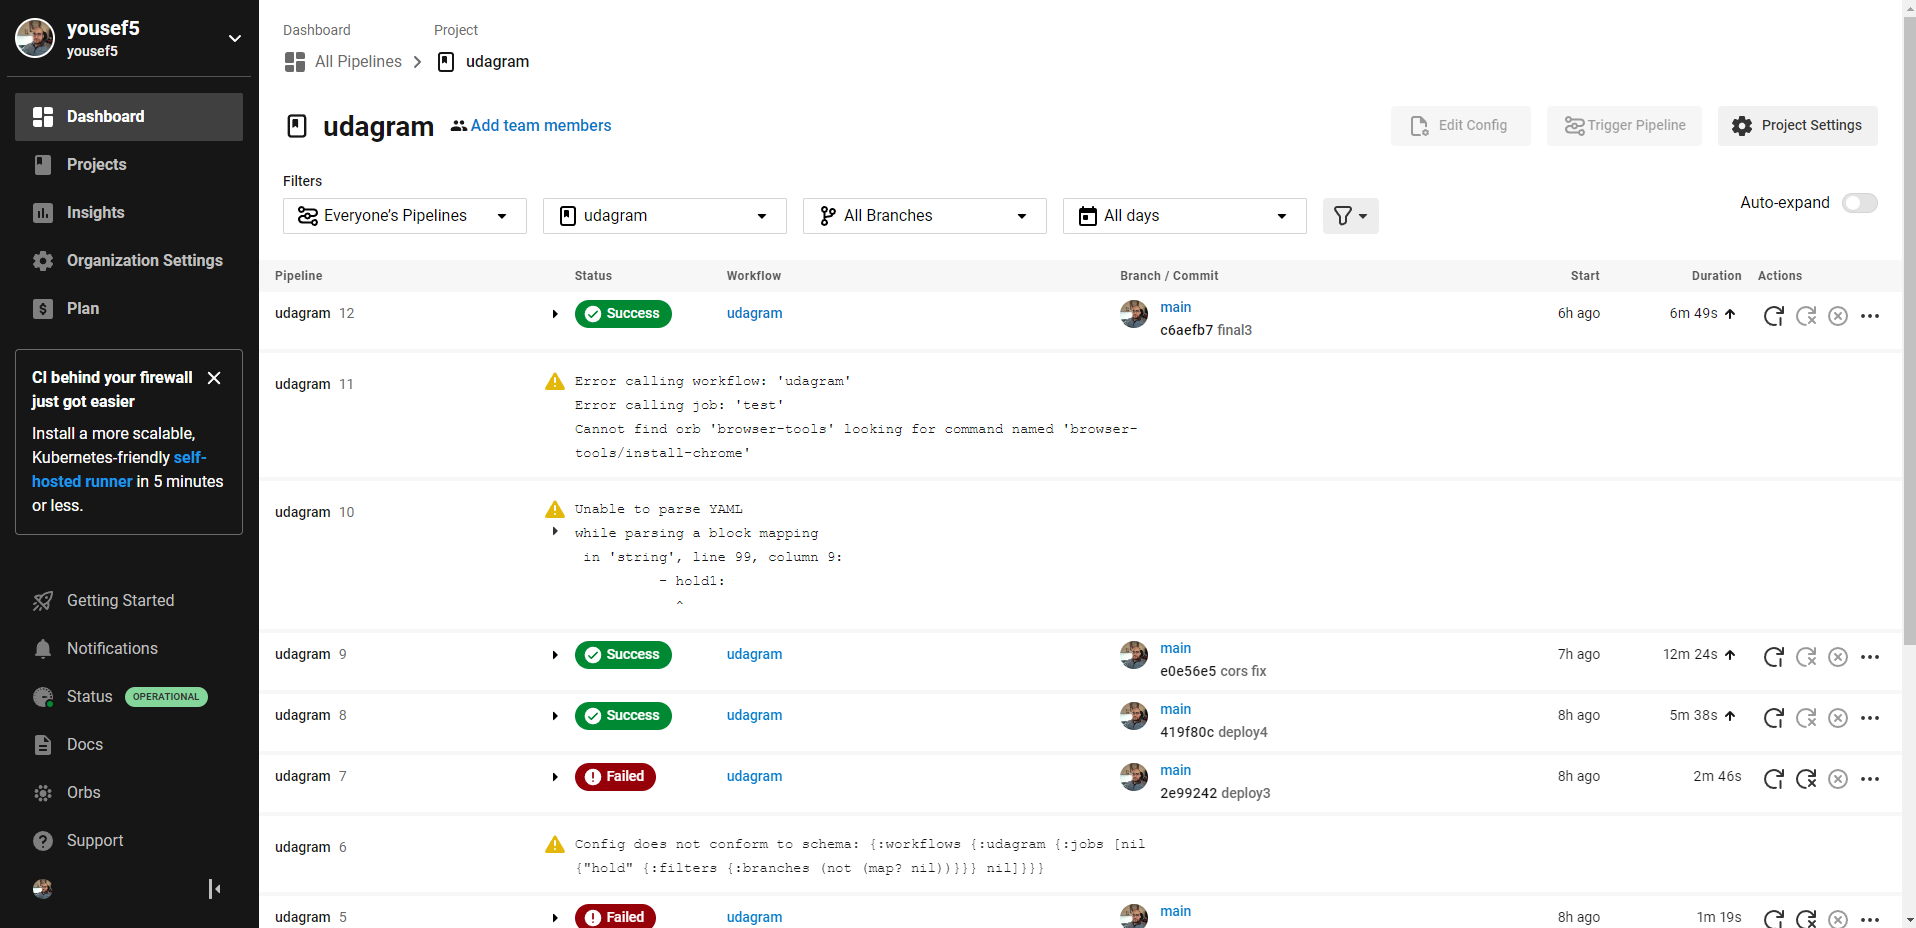 yousef5
yousef5
Dashboard
Projects
Insights
Organization Settings
Plan
CI behind your firewall
just got easier
Install a more scalable,
Kubernetes-friendly self-
hosted runner in 5 minutes
or less.
Getting Started
Notifications
Status OPERATIONAL
Docs
Orbs
Support
Dashboard Project
All Pipelines udagram
udagram Add team members
Edit Config Trigger Pipeline Project Settings
Filters
Everyone’s Pipelines udagram All Branches All days
Auto-expand
Pipeline Status Workflow Branch / Commit Start Duration Actions
udagram 12 Success udagram main 6h ago 6m 49s
c6aefb7 final3
udagram 11
Error calling workflow: 'udagram'
Error calling job: 'test'
Cannot find orb 'browser-tools' looking for command named 'browser-
tools/install-chrome'
udagram 10
Unable to parse YAML
while parsing a block mapping
in 'string', line 99, column 9:
- hold1:
^
udagram 9 Success udagram main 7h ago 12m 24s
e0e56e5 cors fix
udagram 8 Success udagram main 8h ago 5m 38s
419f80c deploy4
udagram 7 Failed udagram main 8h ago 2m 46s
2e99242 deploy3
udagram 6
Config does not conform to schema: {:workflows {:udagram {:jobs [nil
{"hold" {:filters {:branches (not (map? nil))}}} nil]}}}
udagram 5 Failed udagram main 8h ago 1m 19s